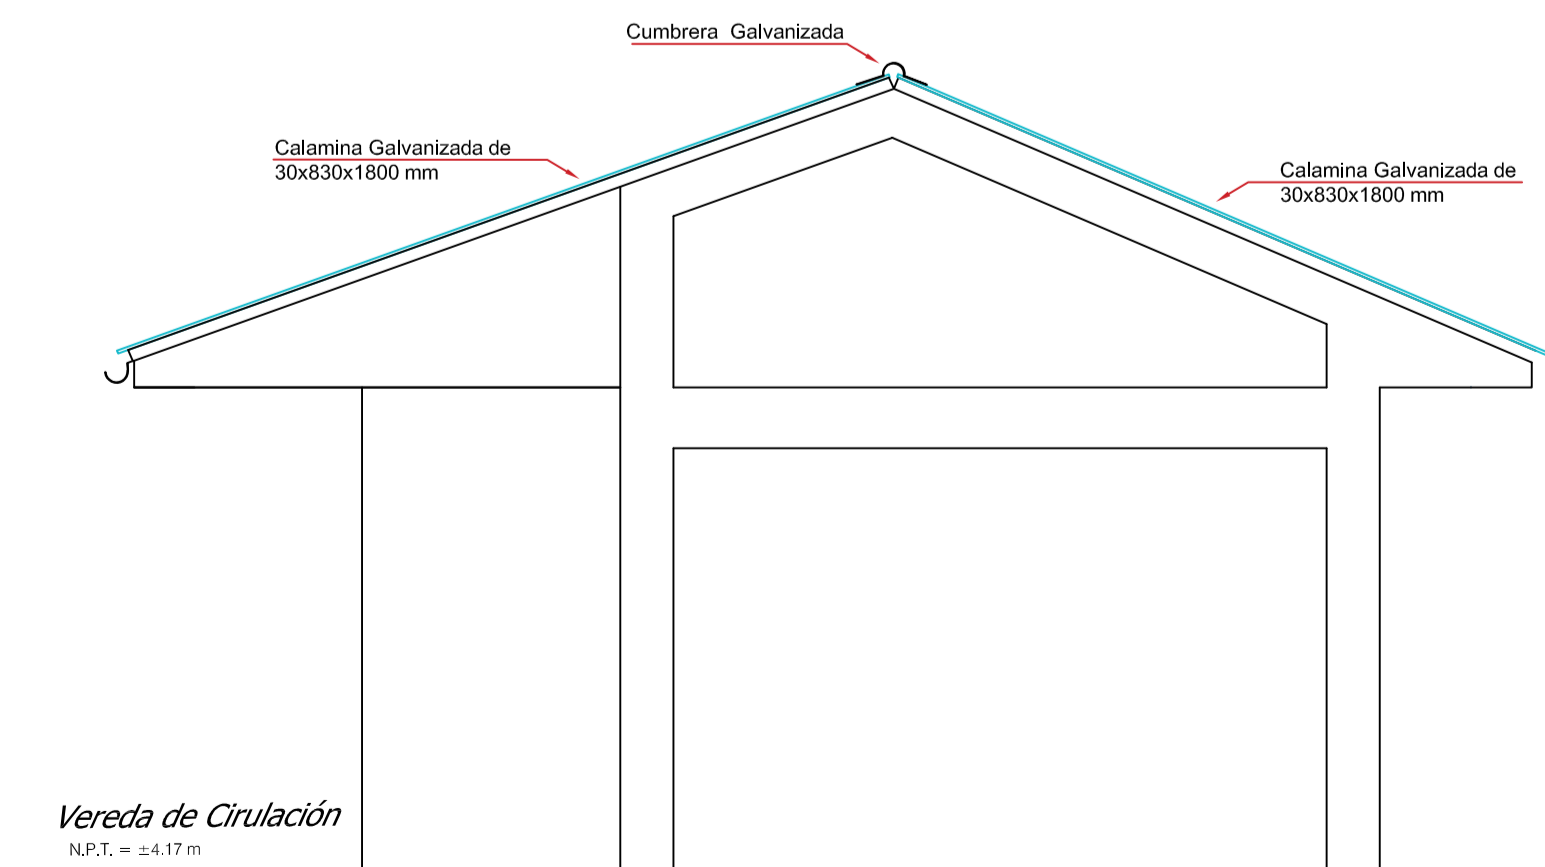 Cumbrera Galvanizada
Calamina Galvanizada de
30x830x1800 mm
Calamina Galvanizada de
30x830x1800 mm
Vereda de Cirulación
N.P.T. = ±4.17 m